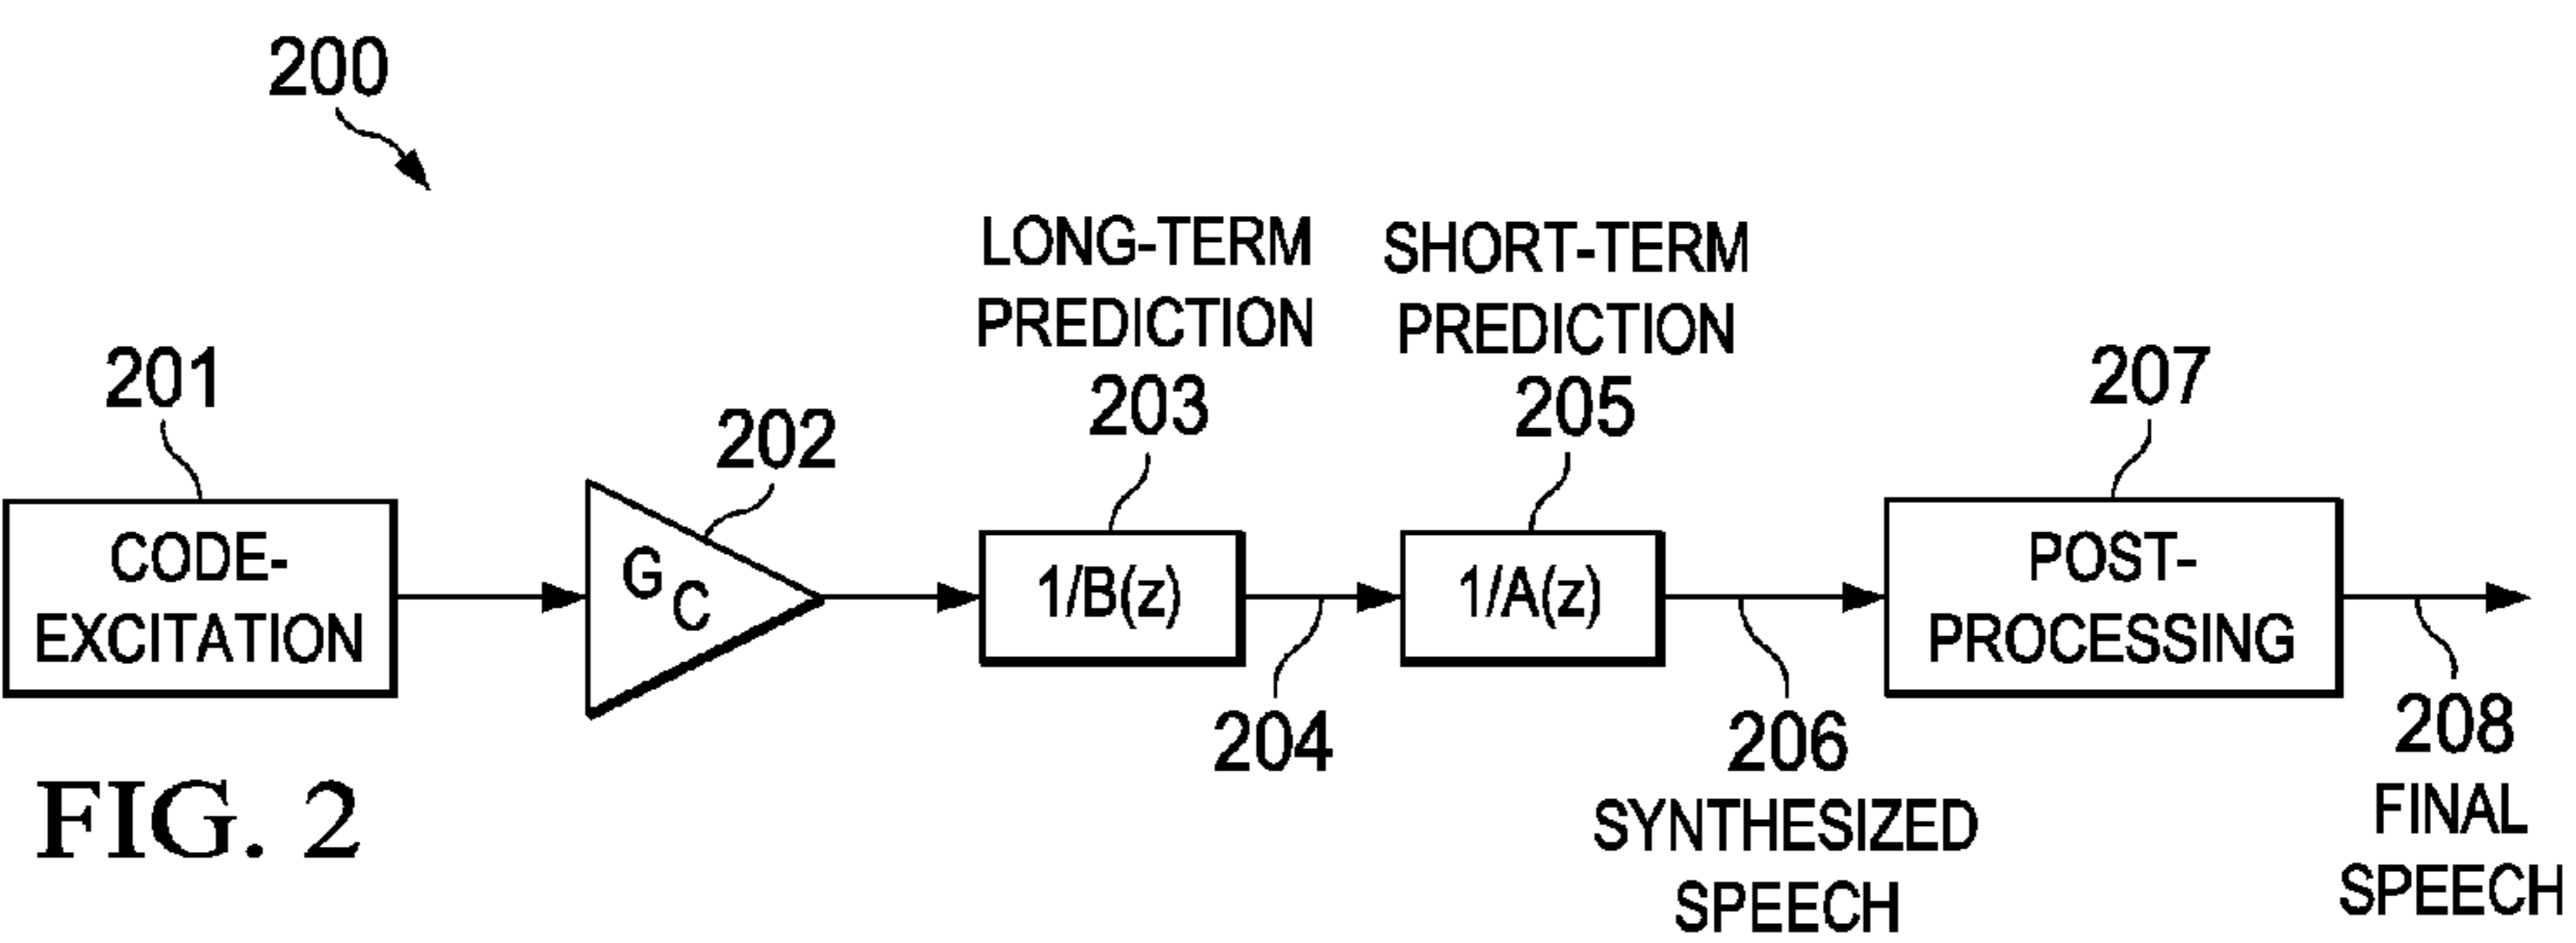 200
LONG-TERM
PREDICTION
203
SHORT-TERM
PREDICTION
205
201
202
207
CODE-
EXCITATION
G C
1/B(z)
1/A(z)
POST-
PROCESSING
204
206
SYNTHESIZED
SPEECH
208
FINAL
SPEECH
FIG. 2